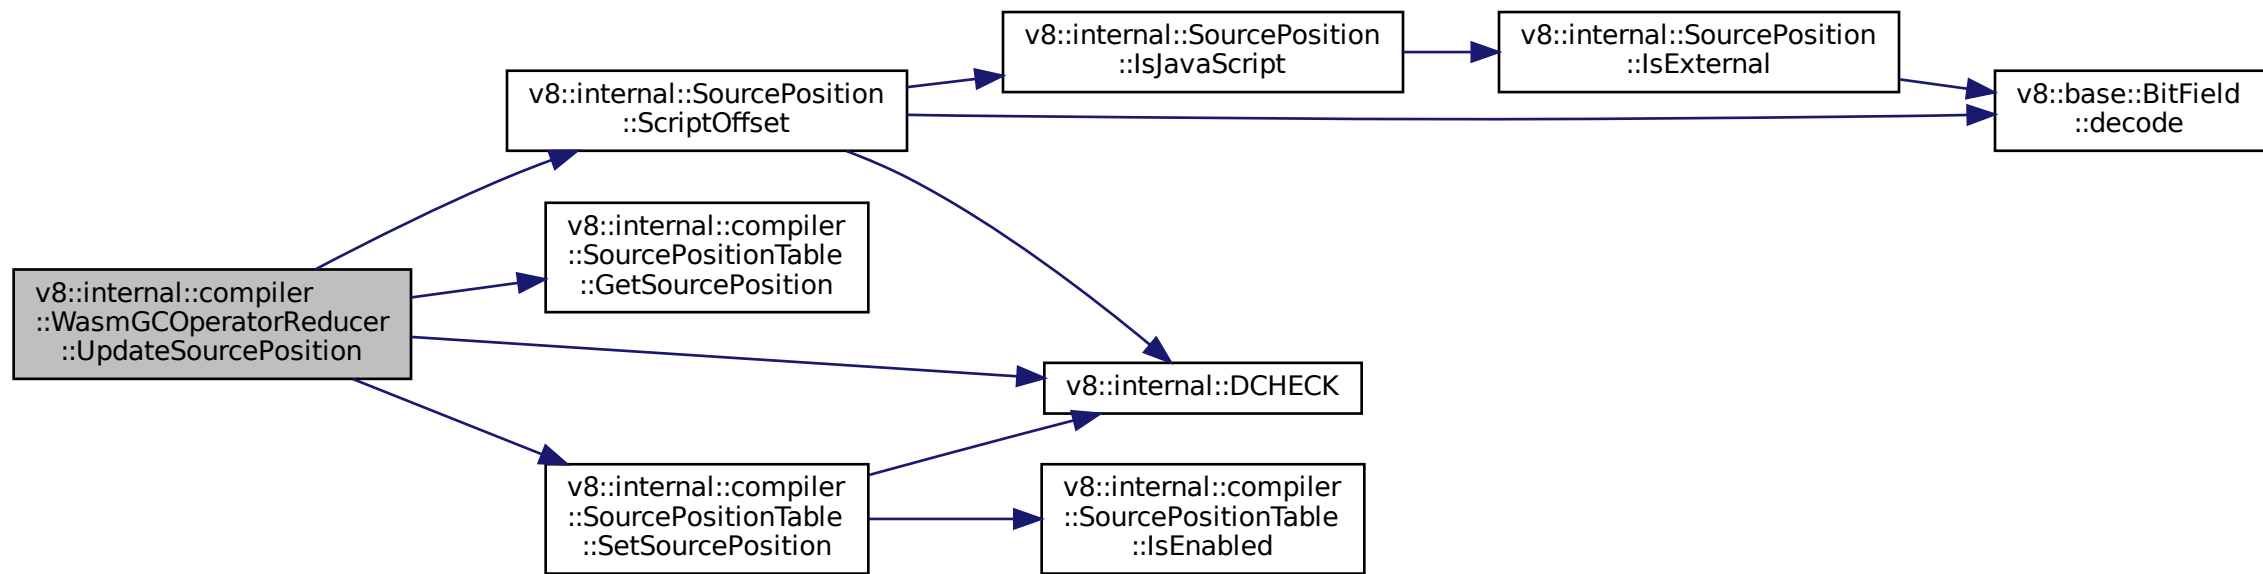 v8::internal::compiler
::WasmGCOperatorReducer
::UpdateSourcePosition
v8::internal::SourcePosition
::ScriptOffset
v8::internal::SourcePosition
::IsJavaScript
v8::internal::SourcePosition
::IsExternal
v8::base::BitField
::decode
v8::internal::compiler
::SourcePositionTable
::GetSourcePosition
v8::internal::DCHECK
v8::internal::compiler
::SourcePositionTable
::SetSourcePosition
v8::internal::compiler
::SourcePositionTable
::IsEnabled